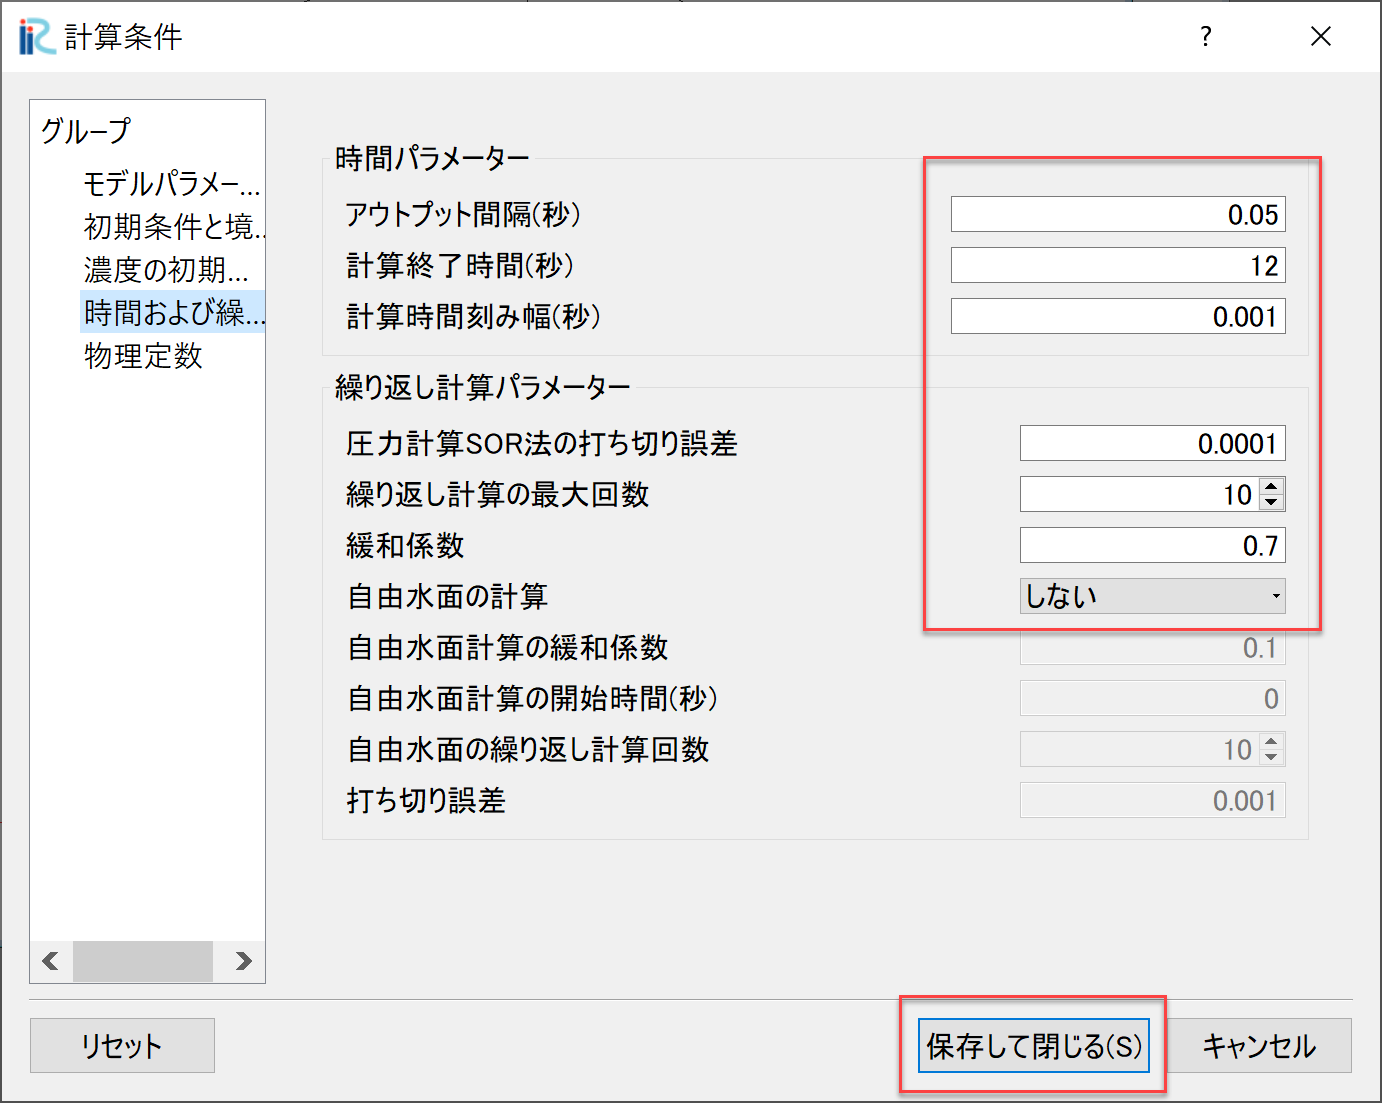 iRC 計算条件 ?
グループ
モデルパラメー...
初期条件と境...
濃度の初期...
時間および繰...
物理定数
時間パラメーター
アウトプット間隔(秒) 0.05
計算終了時間(秒) 12
計算時間刻み幅(秒) 0.001
繰り返し計算パラメーター
圧力計算SOR法の打ち切り誤差 0.0001
繰り返し計算の最大回数 10
緩和係数 0.7
自由水面の計算 しない
自由水面計算の緩和係数 0.1
自由水面計算の開始時間(秒) 0
自由水面の繰り返し計算回数 10
打ち切り誤差 0.001
リセット 保存して閉じる(S) キャンセル